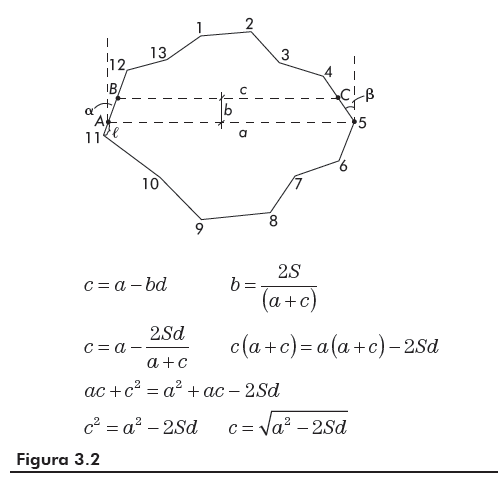 1 2
13 3
12 4
B c C β
α b
A a 5
11 ℓ
6
10 7
8
9
c = a − bd b = 2S/(a + c)
c = a − 2Sd/(a + c) c(a + c) = a(a + c) − 2Sd
ac + c² = a² + ac − 2Sd
c² = a² − 2Sd c = √(a² − 2Sd)
Figura 3.2